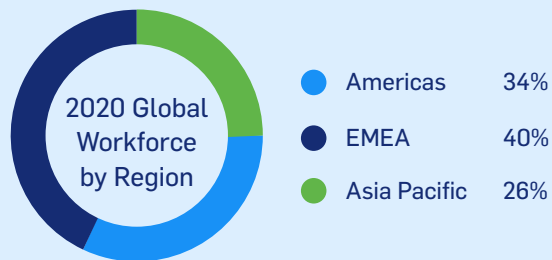 2020 Global
Workforce
by Region
Americas 34%
EMEA 40%
Asia Pacific 26%